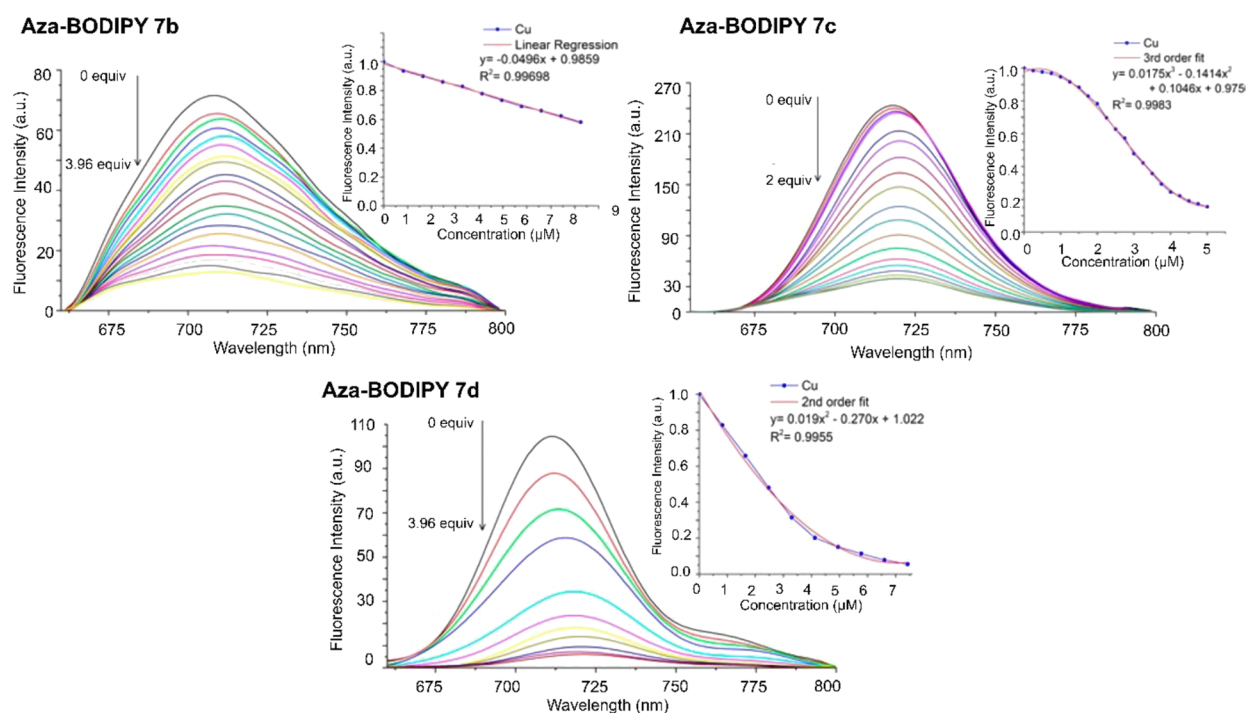 Aza-BODIPY 7b
80
60
40
20
0
675
700
725
750
775
800
Fluorescence Intensity (a.u.)
Wavelength (nm)
0 equiv
3.96 equiv
Cu
Linear Regression
y= -0.0496x + 0.9859
R²= 0.99698
1.2
1.0
0.8
0.6
0.4
0.2
0.0
0 1 2 3 4 5 6 7 8 9
Fluorescence Intensity (a.u.)
Concentration (µM)
Aza-BODIPY 7c
270
210
150
90
30
0
675
700
725
750
775
800
Fluorescence Intensity (a.u.)
Wavelength (nm)
0 equiv
2 equiv
Cu
3rd order fit
y= 0.0175x³ - 0.1414x²
+ 0.1046x + 0.975
R²= 0.9983
1.0
0.8
0.6
0.4
0.2
0.0
0 1 2 3 4 5
Fluorescence Intensity (a.u.)
Concentration (µM)
Aza-BODIPY 7d
110
90
70
50
30
0
675
700
725
750
775
800
Fluorescence Intensity (a.u.)
Wavelength (nm)
0 equiv
3.96 equiv
Cu
2nd order fit
y= 0.019x² - 0.270x + 1.022
R²= 0.9955
1.0
0.8
0.6
0.4
0.2
0.0
0 1 2 3 4 5 6 7
Fluorescence Intensity (a.u.)
Concentration (µM)